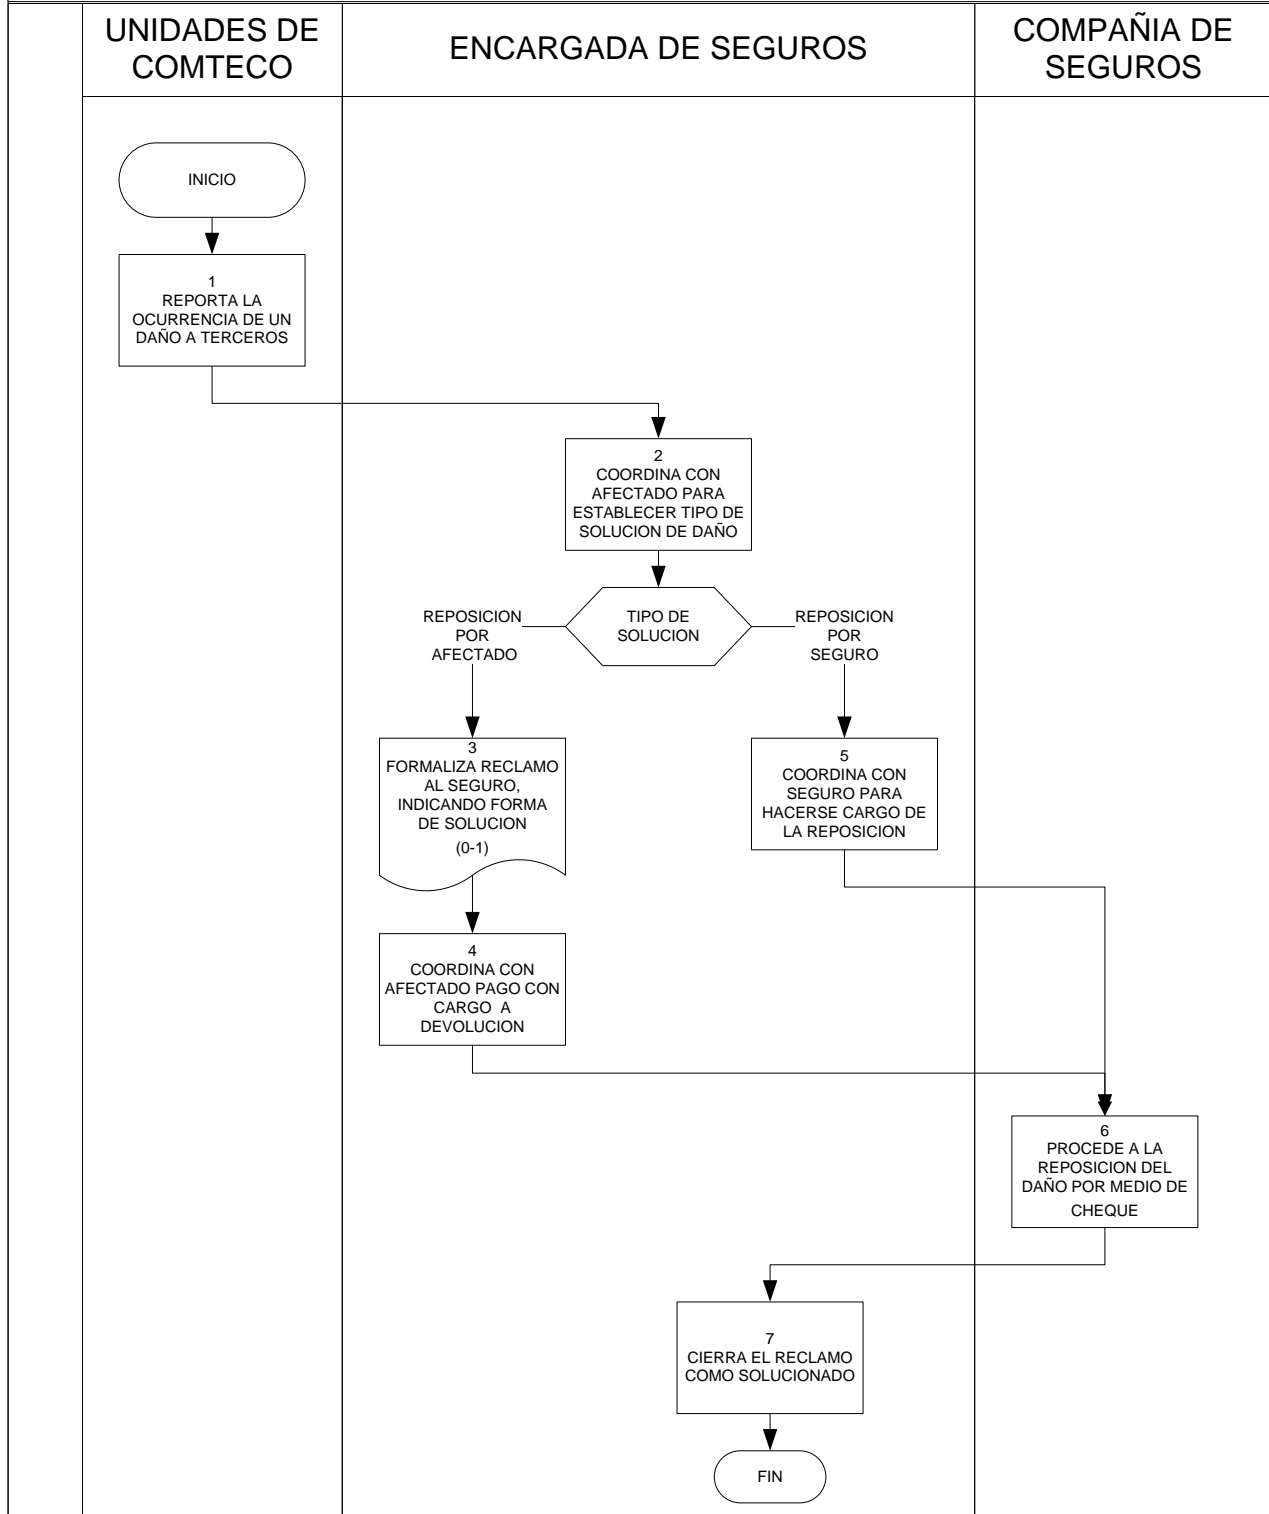 UNIDADES DE
COMTECO
ENCARGADA DE SEGUROS
COMPAÑIA DE
SEGUROS
INICIO
1
REPORTA LA
OCURRENCIA DE UN
DAÑO A TERCEROS
2
COORDINA CON
AFECTADO PARA
ESTABLECER TIPO DE
SOLUCION DE DAÑO
TIPO DE
SOLUCION
REPOSICION
POR
AFECTADO
REPOSICION
POR
SEGURO
3
FORMALIZA RECLAMO
AL SEGURO,
INDICANDO FORMA
DE SOLUCION
(0-1)
5
COORDINA CON
SEGURO PARA
HACERSE CARGO DE
LA REPOSICION
4
COORDINA CON
AFECTADO PAGO CON
CARGO A
DEVOLUCION
6
PROCEDE A LA
REPOSICION DEL
DAÑO POR MEDIO DE
CHEQUE
7
CIERRA EL RECLAMO
COMO SOLUCIONADO
FIN